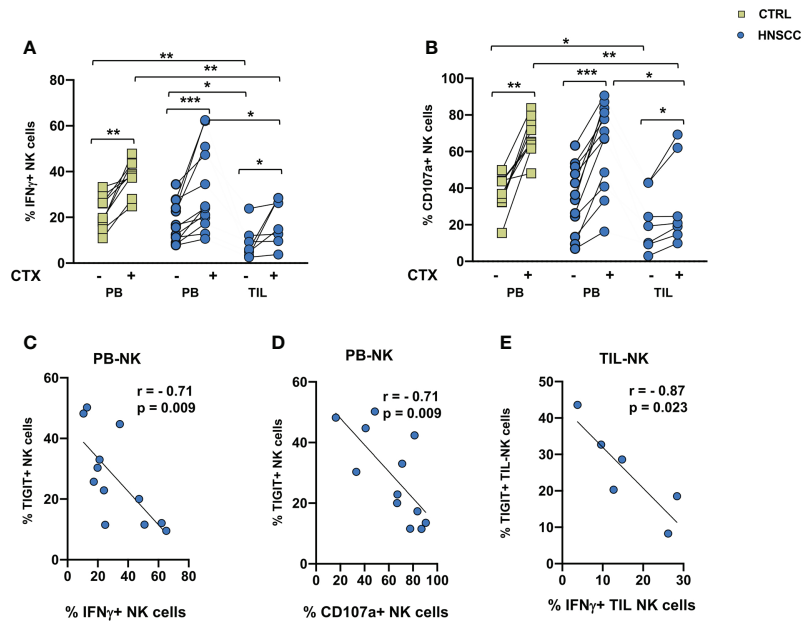 CTRL
HNSCC
A
**
**
*
***
*
**
*
80
60
40
20
0
% IFNγ+ NK cells
CTX
- + - + - +
PB PB TIL
B
*
**
***
*
**
*
100
80
60
40
20
0
% CD107a+ NK cells
CTX
- + - + - +
PB PB TIL
C
PB-NK
r = - 0.71
p = 0.009
60
40
20
0
% TIGIT+ NK cells
0 20 40 60 80
% IFNγ+ NK cells
D
PB-NK
r = - 0.71
p = 0.009
60
40
20
0
% TIGIT+ NK cells
0 20 40 60 80 100
% CD107a+ NK cells
E
TIL-NK
r = - 0.87
p = 0.023
50
40
30
20
10
0
% TIGIT+ TIL-NK cells
0 10 20 30
% IFNγ+ TIL NK cells